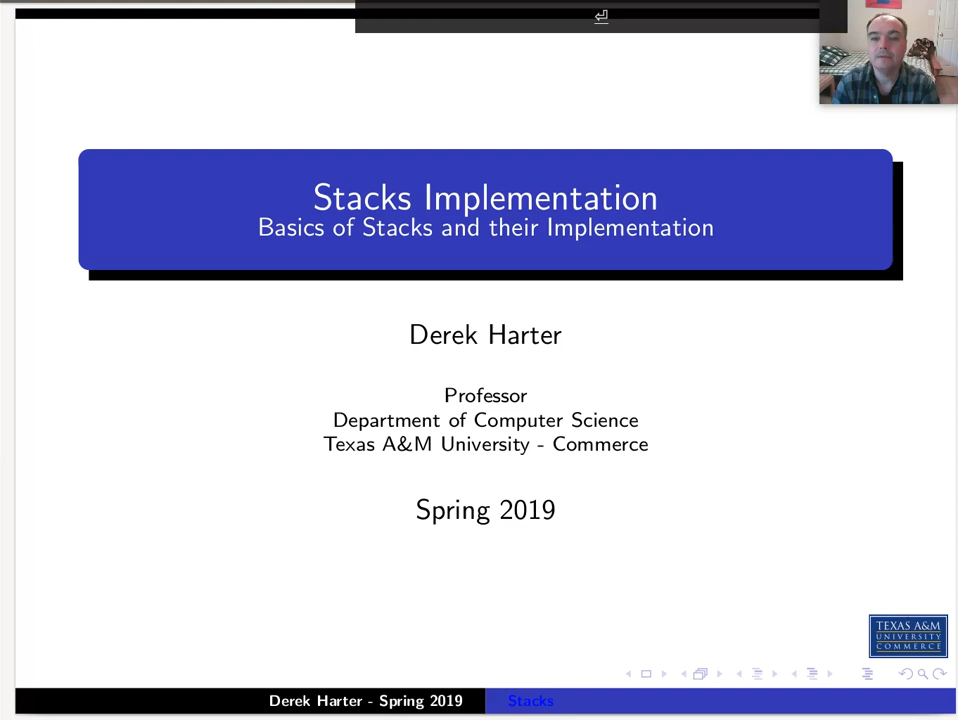 Stacks Implementation
Basics of Stacks and their Implementation
Derek Harter
Professor
Department of Computer Science
Texas A&M University - Commerce
Spring 2019
TEXAS A&M
UNIVERSITY
COMMERCE
Derek Harter - Spring 2019 Stacks